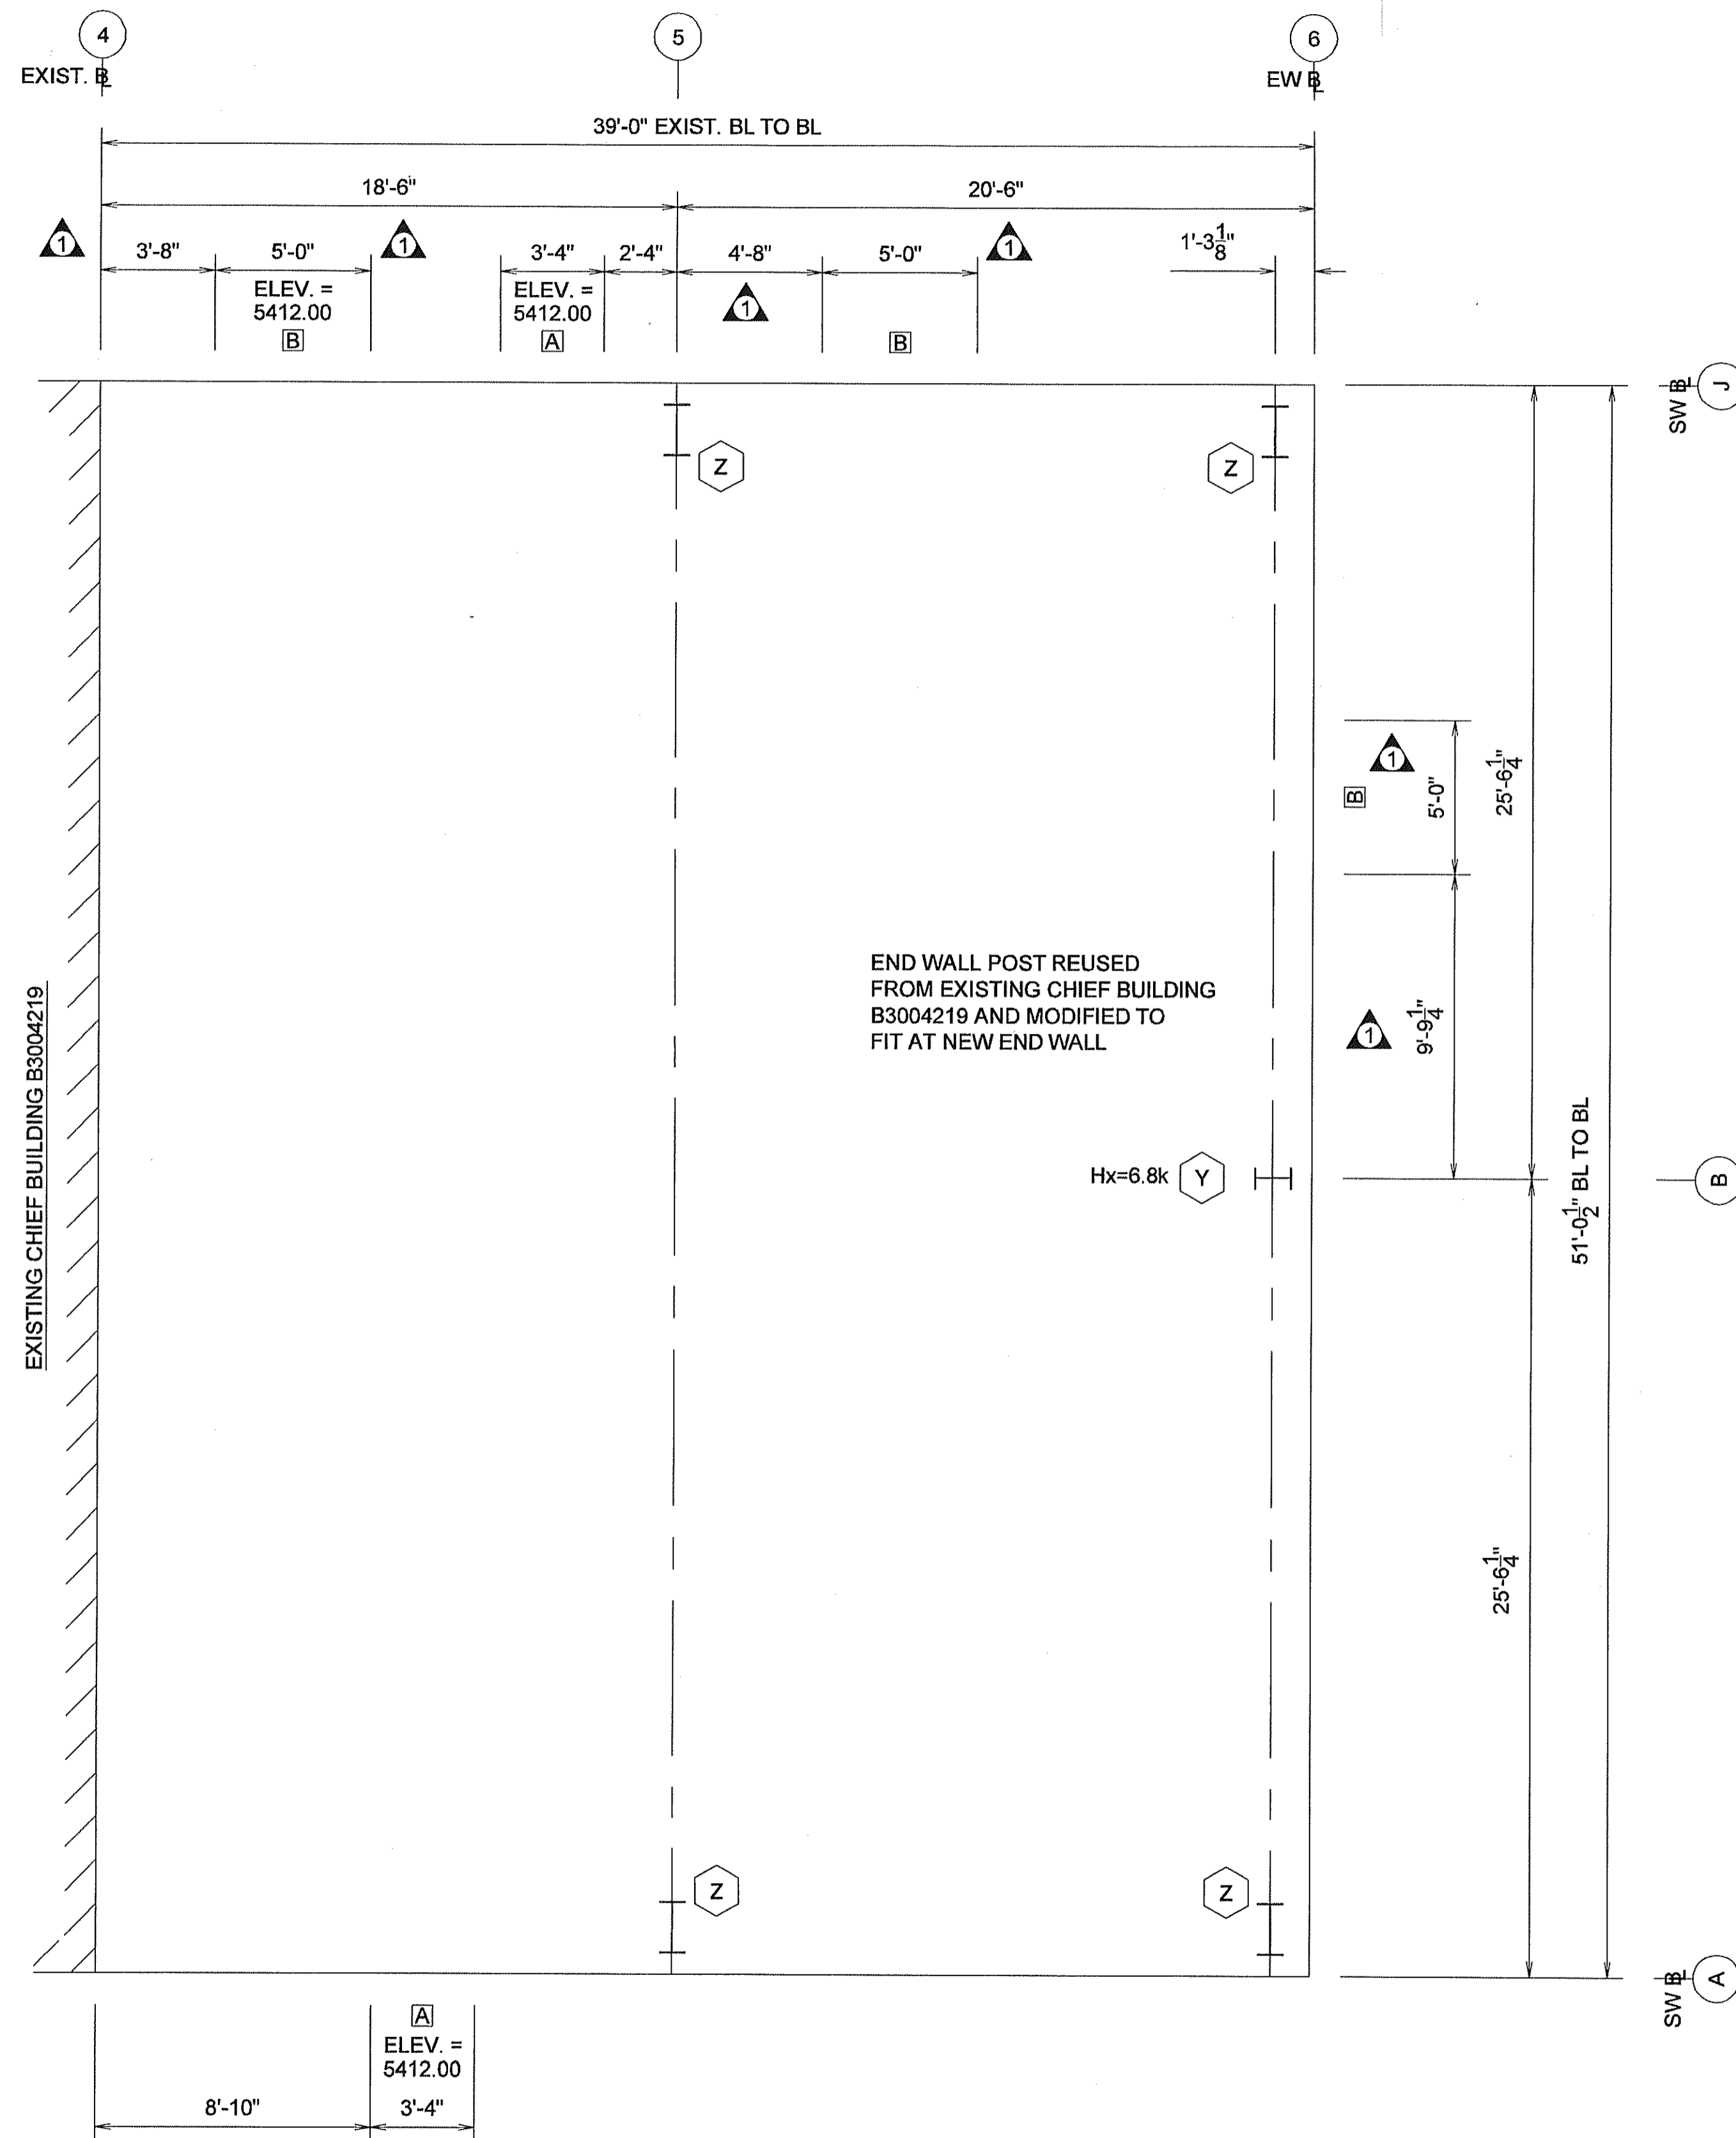 4
5
6
EXIST. BL
EW BL
39'-0" EXIST. BL TO BL
18'-6"
20'-6"
1
3'-8"
5'-0"
1
3'-4"
2'-4"
4'-8"
5'-0"
1
1'-3 1/8"
ELEV. =
5412.00
B
ELEV. =
5412.00
A
1
B
SW BL
J
Z
Z
1
B
5'-0"
25'-6 1/4"
END WALL POST REUSED
FROM EXISTING CHIEF BUILDING
B3004219 AND MODIFIED TO
FIT AT NEW END WALL
1
9'-9 1/4"
EXISTING CHIEF BUILDING B3004219
Hx=6.8k
Y
51'-0 1/2" BL TO BL
B
25'-6 1/4"
Z
Z
SW BL
A
A
ELEV. =
5412.00
8'-10"
3'-4"